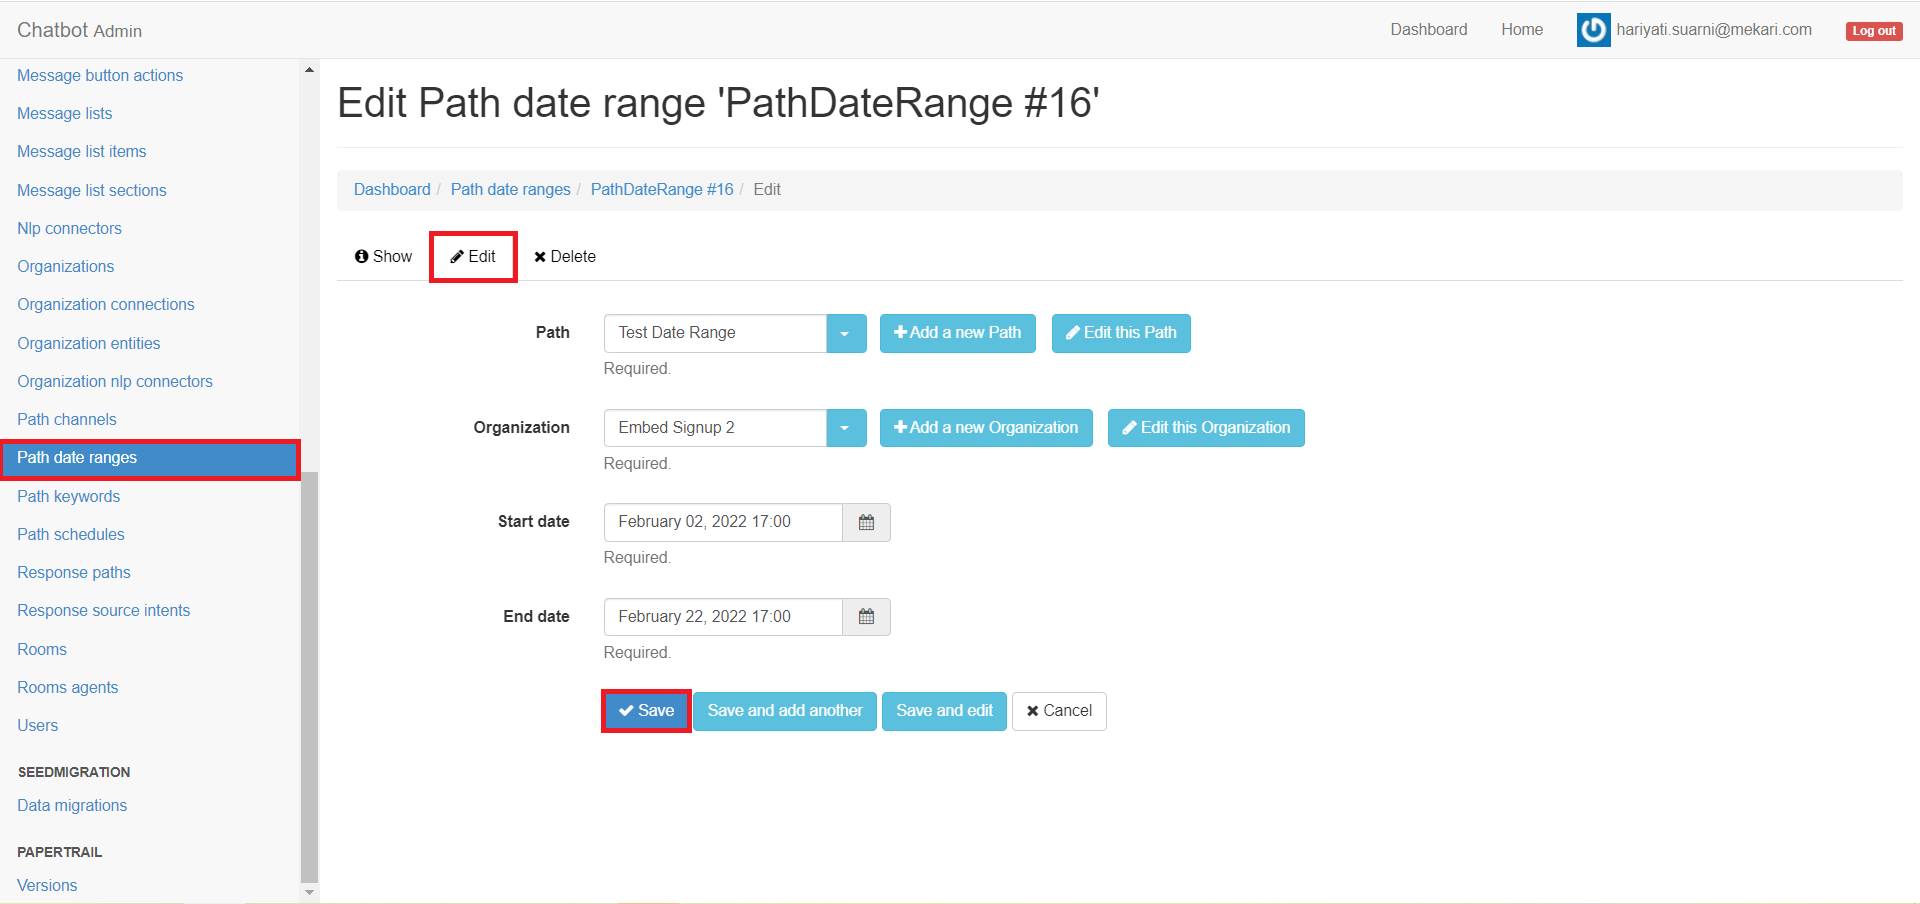 Chatbot Admin
Dashboard
Home
hariyati.suarni@mekari.com
Log out
Message button actions
Message lists
Message list items
Message list sections
Nlp connectors
Organizations
Organization connections
Organization entities
Organization nlp connectors
Path channels
Path date ranges
Path keywords
Path schedules
Response paths
Response source intents
Rooms
Rooms agents
Users
SEEDMIGRATION
Data migrations
PAPERTRAIL
Versions
Edit Path date range 'PathDateRange #16'
Dashboard / Path date ranges / PathDateRange #16 / Edit
Show
Edit
Delete
Path
Test Date Range
Add a new Path
Edit this Path
Required.
Organization
Embed Signup 2
Add a new Organization
Edit this Organization
Required.
Start date
February 02, 2022 17:00
Required.
End date
February 22, 2022 17:00
Required.
Save
Save and add another
Save and edit
Cancel